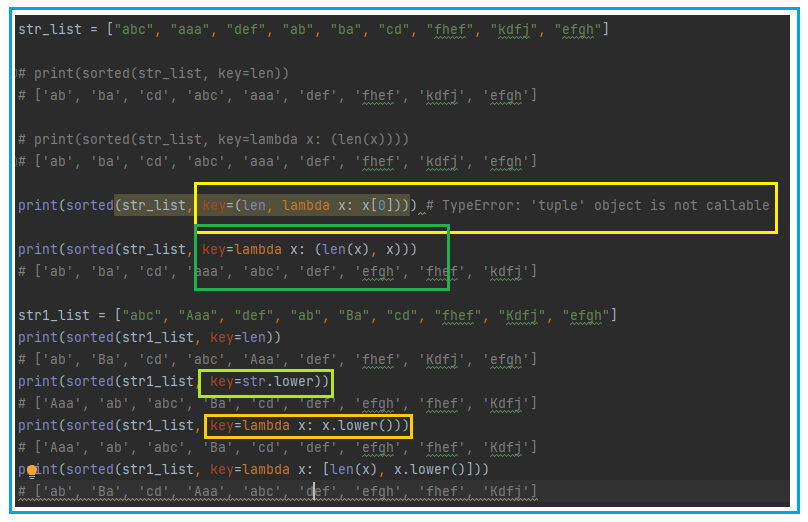 str_list = ["abc", "aaa", "def", "ab", "ba", "cd", "fhef", "kdfj", "efgh"]
# print(sorted(str_list, key=len))
# ['ab', 'ba', 'cd', 'abc', 'aaa', 'def', 'fhef', 'kdfj', 'efgh']
# print(sorted(str_list, key=lambda x: (len(x))))
# ['ab', 'ba', 'cd', 'abc', 'aaa', 'def', 'fhef', 'kdfj', 'efgh']
print(sorted(str_list, key=(len, lambda x: x[0]))) # TypeError: 'tuple' object is not callable
print(sorted(str_list, key=lambda x: (len(x), x)))
# ['ab', 'ba', 'cd', 'aaa', 'abc', 'def', 'efgh', 'fhef', 'kdfj']
str1_list = ["abc", "Aaa", "def", "ab", "Ba", "cd", "fhef", "Kdfj", "efgh"]
print(sorted(str1_list, key=len))
# ['ab', 'Ba', 'cd', 'abc', 'Aaa', 'def', 'fhef', 'Kdfj', 'efgh']
print(sorted(str1_list, key=str.lower))
# ['Aaa', 'ab', 'abc', 'Ba', 'cd', 'def', 'efgh', 'fhef', 'Kdfj']
print(sorted(str1_list, key=lambda x: x.lower()))
# ['Aaa', 'ab', 'abc', 'Ba', 'cd', 'def', 'efgh', 'fhef', 'Kdfj']
print(sorted(str1_list, key=lambda x: [len(x), x.lower()]))
# ['ab', 'Ba', 'cd', 'Aaa', 'abc', 'def', 'efgh', 'fhef', 'Kdfj']